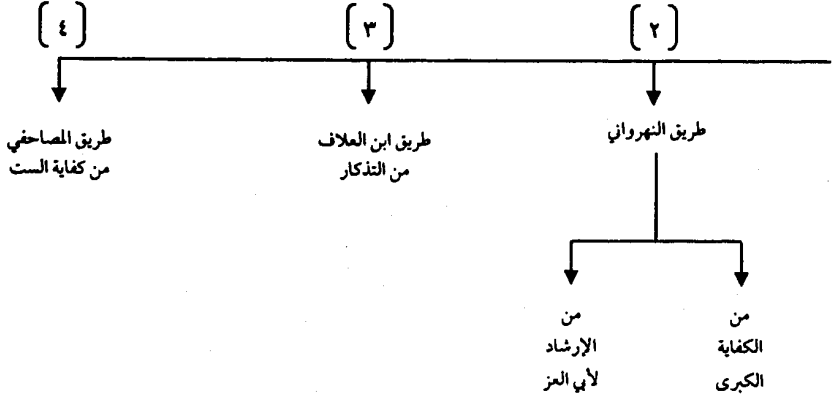 (٢)
طريق النهرواني
من
الكفاية
الكبرى
من
الإرشاد
لأبي العز
(٣)
طريق ابن العلاف
من التذكار
(٤)
طريق المصاحفي
من كفاية الست